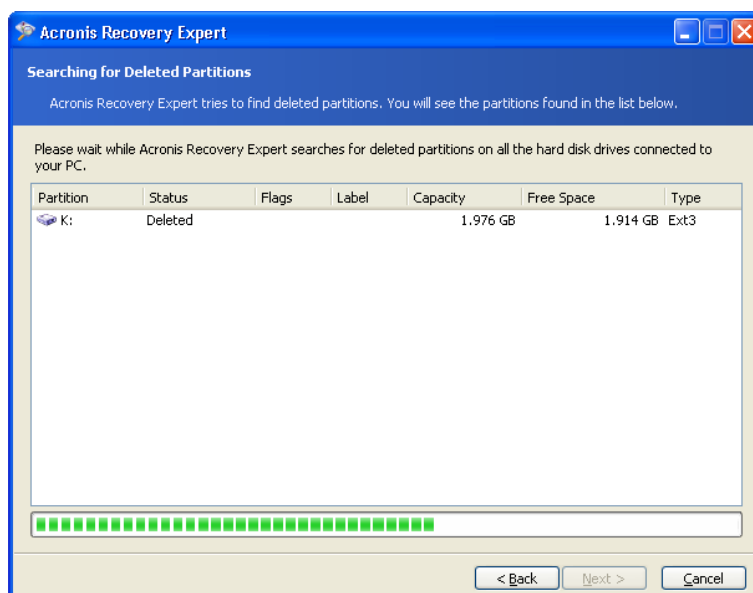 Acronis Recovery Expert
Searching for Deleted Partitions
Acronis Recovery Expert tries to find deleted partitions. You will see the partitions found in the list below.
Please wait while Acronis Recovery Expert searches for deleted partitions on all the hard disk drives connected to
your PC.
Partition Status Flags Label Capacity Free Space Type
K: Deleted 1.976 GB 1.914 GB Ext3
< Back Next > Cancel